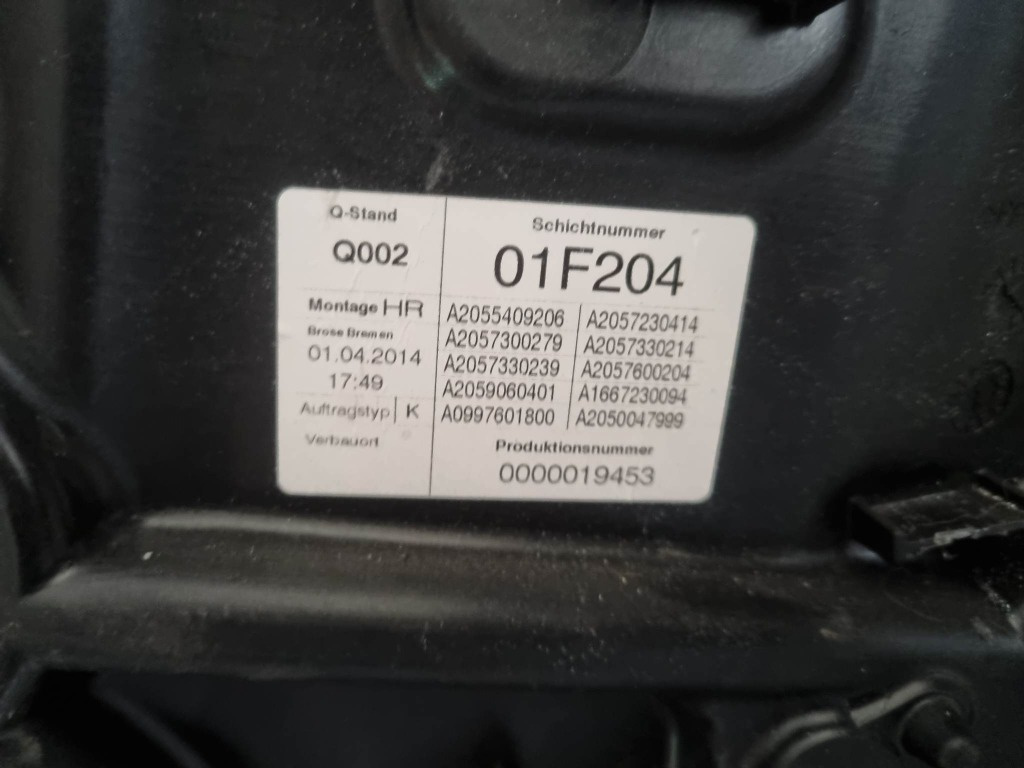 Q-Stand
Q002
Schichtnummer
01F204
Montage HR
Brose Bremen
01.04.2014
17:49
Auftragstyp K
Verbauort
A2055409206 A2057230414
A2057300279 A2057330214
A2057330239 A2057600204
A2059060401 A1667230094
A0997601800 A2050047999
Produktionsnummer
0000019453